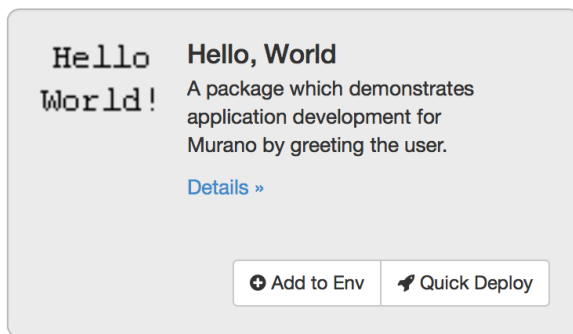 Hello
World!
Hello, World
A package which demonstrates
application development for
Murano by greeting the user.
Details »
Add to Env
Quick Deploy